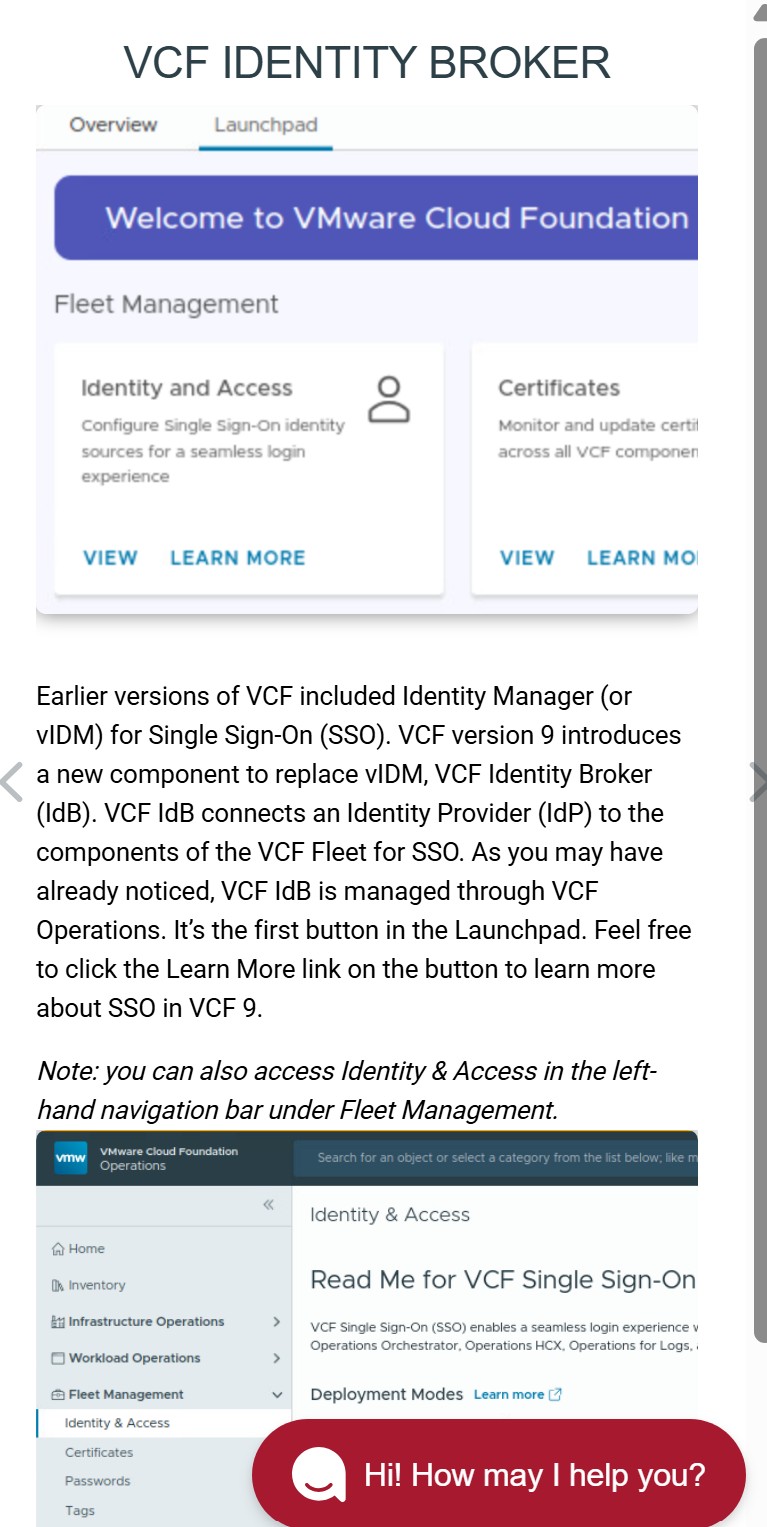 VCF IDENTITY BROKER
Overview Launchpad
Welcome to VMware Cloud Foundation
Fleet Management
Identity and Access
Configure Single Sign-On identity
sources for a seamless login
experience
VIEW LEARN MORE
Certificates
Monitor and update certif
across all VCF componen
VIEW LEARN MO
Earlier versions of VCF included Identity Manager (or
vIDM) for Single Sign-On (SSO). VCF version 9 introduces
a new component to replace vIDM, VCF Identity Broker
(IdB). VCF IdB connects an Identity Provider (IdP) to the
components of the VCF Fleet for SSO. As you may have
already noticed, VCF IdB is managed through VCF
Operations. It’s the first button in the Launchpad. Feel free
to click the Learn More link on the button to learn more
about SSO in VCF 9.
Note: you can also access Identity & Access in the left-
hand navigation bar under Fleet Management.
vmw
VMware Cloud Foundation
Operations
Search for an object or select a category from the list below; like m
Home
Inventory
Infrastructure Operations
Workload Operations
Fleet Management
Identity & Access
Certificates
Passwords
Tags
Identity & Access
Read Me for VCF Single Sign-On
VCF Single Sign-On (SSO) enables a seamless login experience
Operations Orchestrator, Operations HCX, Operations for Logs,
Deployment Modes Learn more
Hi! How may I help you?